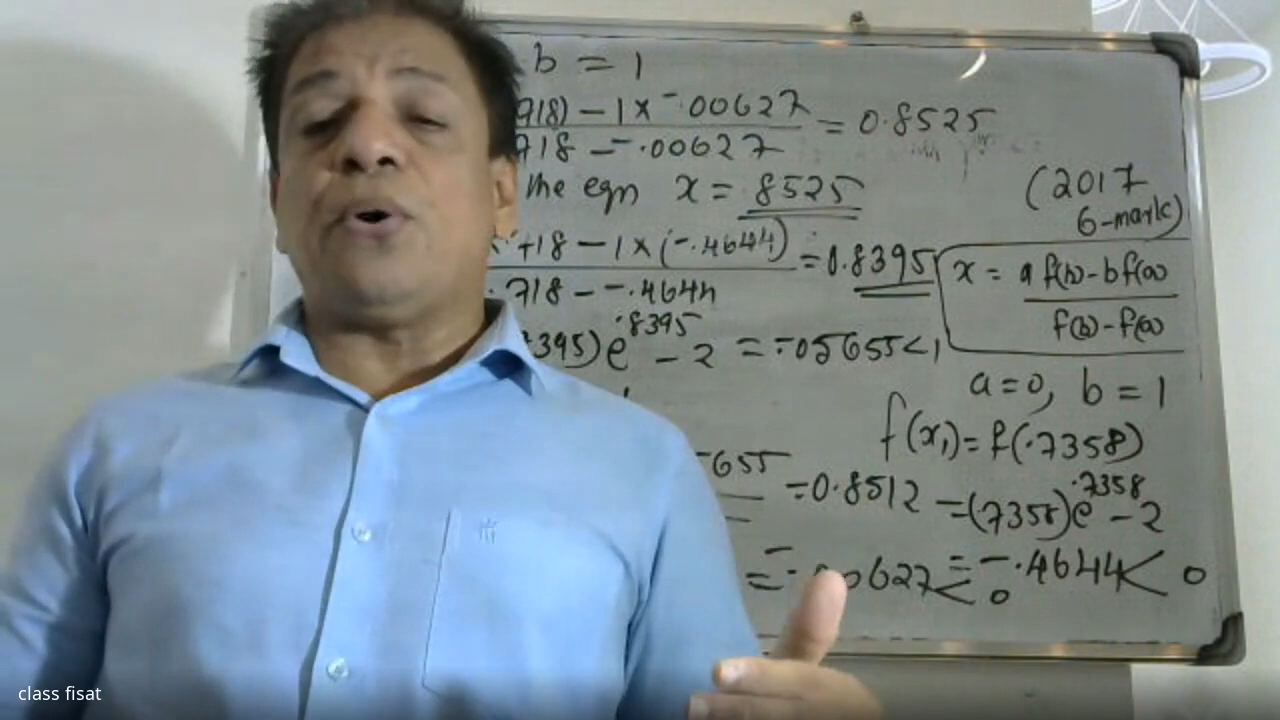 b = 1
718) - 1 x -.00627 = 0.8525
718 - -.00627
the eqn x = 8525
(2017
6-mark)
718 - 1 x (-.4644) = 0.8395
.718 - -.4644
x = a f(b) - b f(a)
f(b) - f(a)
395) e^.8395 - 2 = -.05655 < 1
a = 0, b = 1
f(x₁) = f(.7358)
655 = 0.8512
= (7358) e^.7358 - 2
= -.00627 < 0
= -.4644 < 0
class fisat